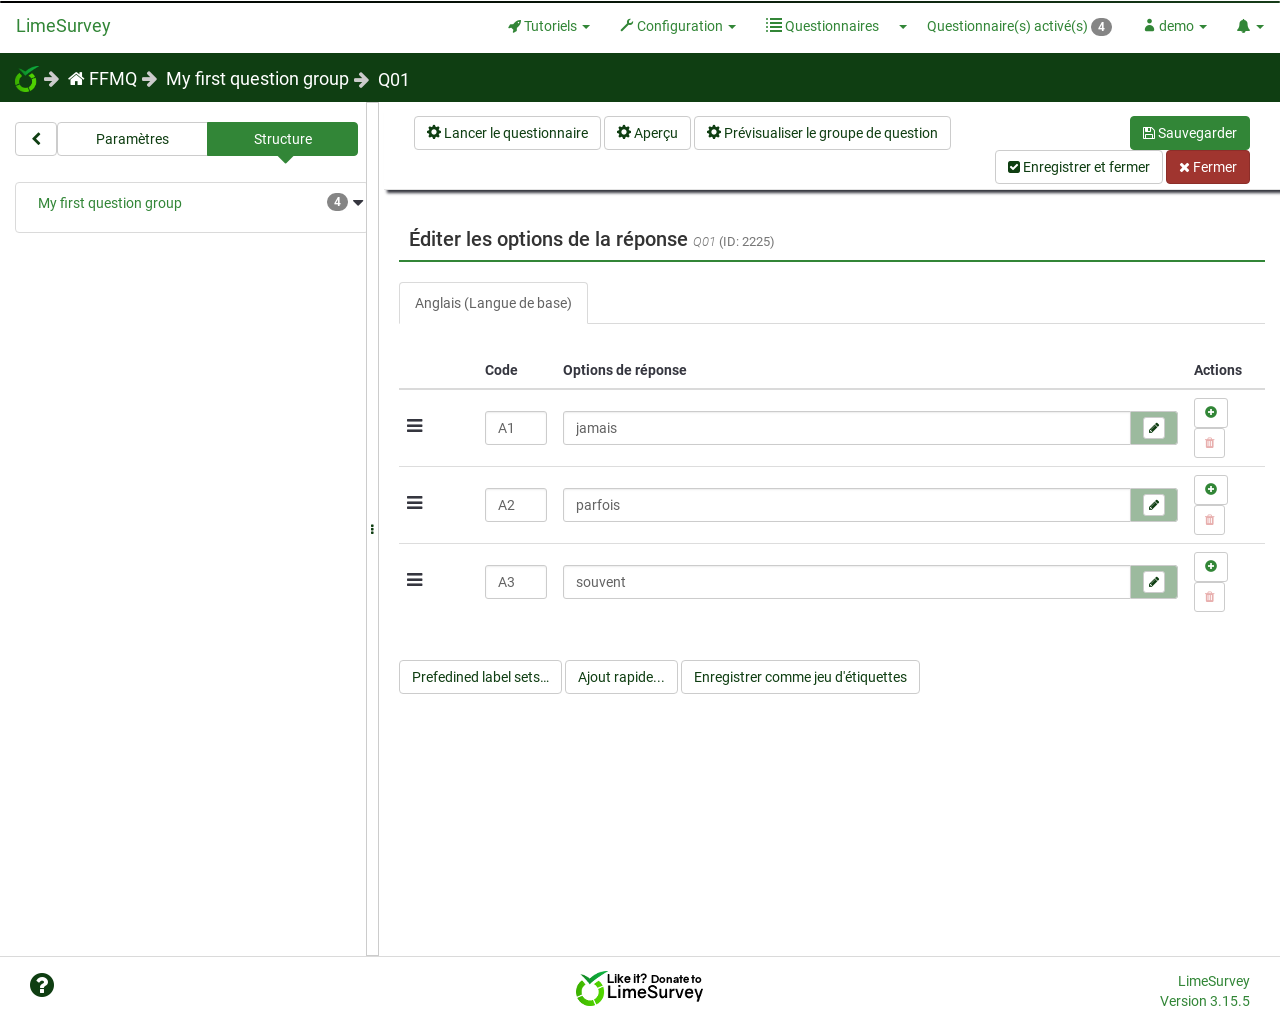 LimeSurvey Tutoriels Configuration Questionnaires Questionnaire(s) activé(s) 4 demo
FFMQ My first question group Q01
Paramètres Structure
My first question group 4
Lancer le questionnaire Aperçu Prévisualiser le groupe de question Sauvegarder
Enregistrer et fermer Fermer
Éditer les options de la réponse Q01 (ID: 2225)
Anglais (Langue de base)
Code Options de réponse Actions
A1 jamais
A2 parfois
A3 souvent
Prefedined label sets... Ajout rapide... Enregistrer comme jeu d'étiquettes
Like it? Donate to
LimeSurvey
LimeSurvey
Version 3.15.5